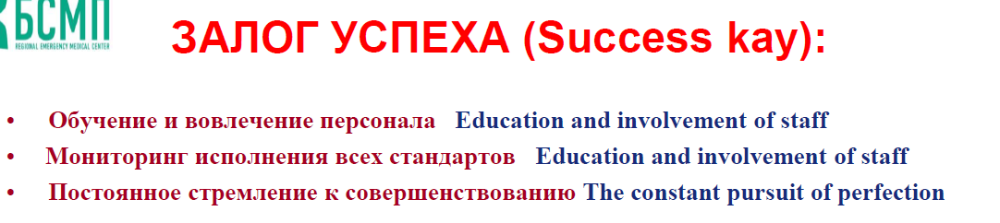 БСМП
REGIONAL EMERGENCY MEDICAL CENTER
ЗАЛОГ УСПЕХА (Success kay):
• Обучение и вовлечение персонала Education and involvement of staff
• Мониторинг исполнения всех стандартов Education and involvement of staff
• Постоянное стремление к совершенствованию The constant pursuit of perfection